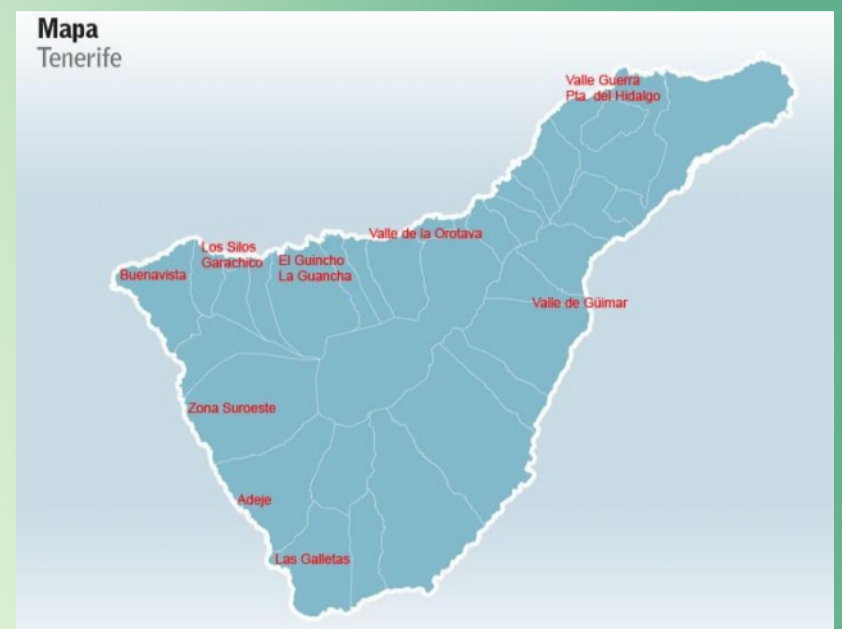 Mapa
Tenerife
Valle Guerra
Pta. del Hidalgo
Valle de la Orotava
Los Silos
Garachico
El Guincho
La Guancha
Buenavista
Valle de Güimar
Zona Suroeste
Adeje
Las Galletas